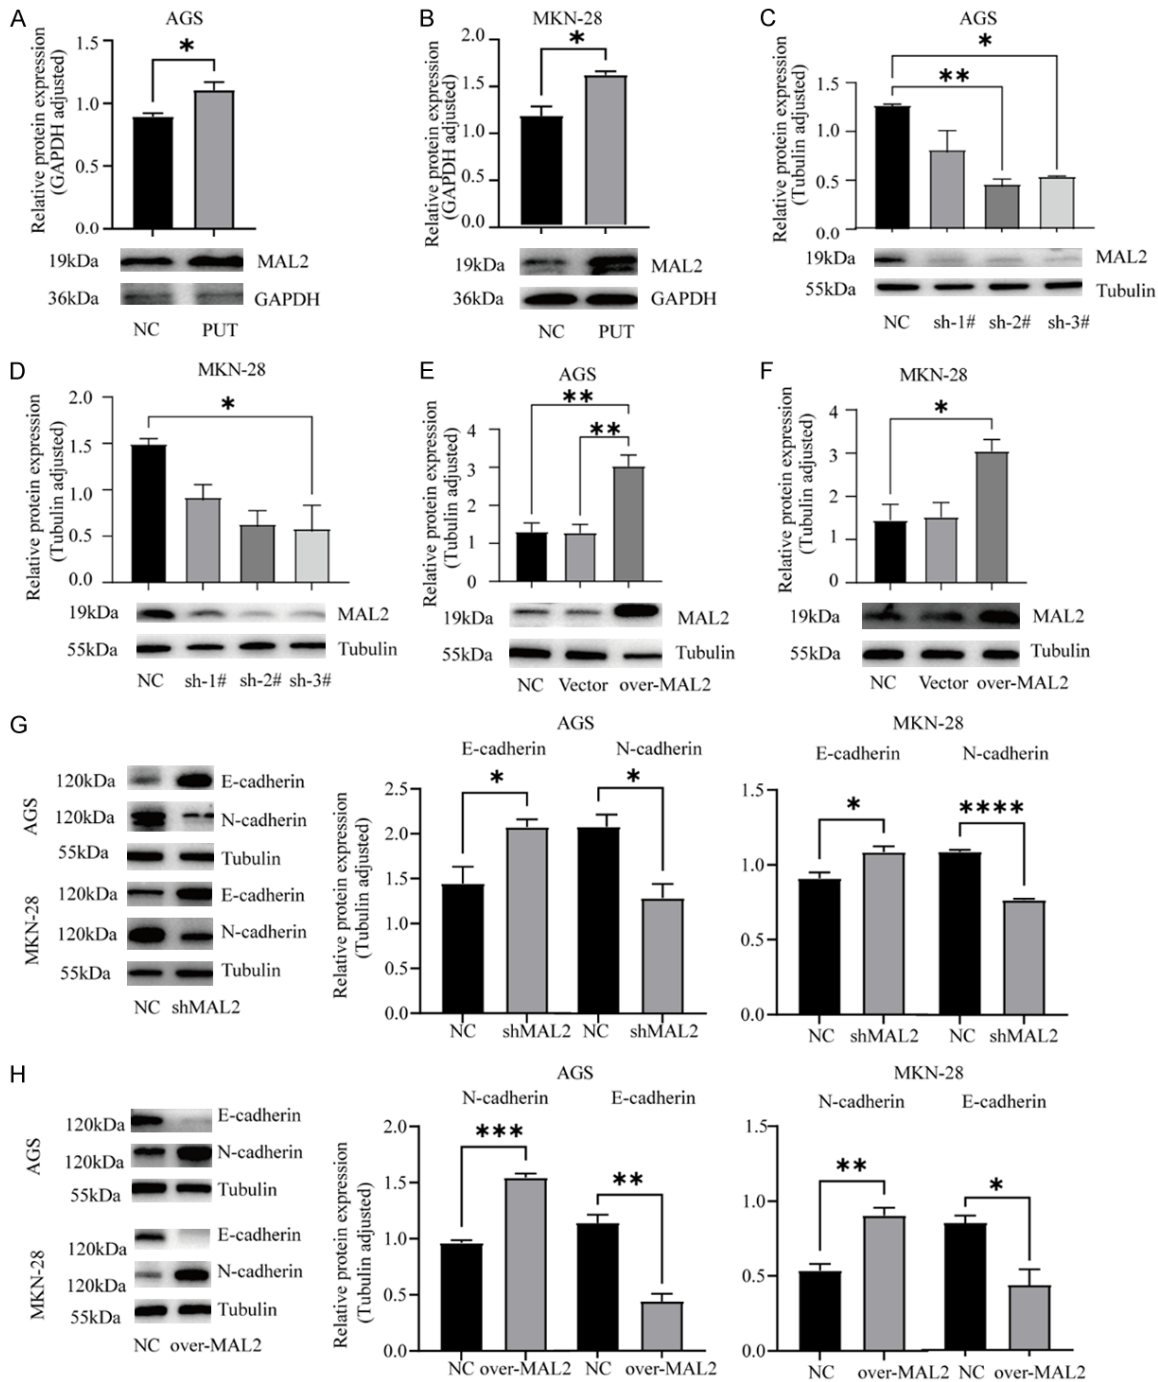 A
AGS
Relative protein expression
(GAPDH adjusted)
1.5
1.0
0.5
0.0
*
19kDa
MAL2
36kDa
GAPDH
NC
PUT
B
MKN-28
Relative protein expression
(GAPDH adjusted)
2.0
1.5
1.0
0.5
0.0
*
19kDa
MAL2
36kDa
GAPDH
NC
PUT
C
AGS
Relative protein expression
(Tubulin adjusted)
1.5
1.0
0.5
0.0
*
**
19kDa
MAL2
55kDa
Tubulin
NC
sh-1#
sh-2#
sh-3#
D
MKN-28
Relative protein expression
(Tubulin adjusted)
2.0
1.5
1.0
0.5
0.0
*
19kDa
MAL2
55kDa
Tubulin
NC
sh-1#
sh-2#
sh-3#
E
AGS
Relative protein expression
(Tubulin adjusted)
4
3
2
1
0
**
**
19kDa
MAL2
55kDa
Tubulin
NC
Vector
over-MAL2
F
MKN-28
Relative protein expression
(Tubulin adjusted)
4
3
2
1
0
*
19kDa
MAL2
55kDa
Tubulin
NC
Vector
over-MAL2
G
AGS
120kDa
E-cadherin
120kDa
N-cadherin
55kDa
Tubulin
MKN-28
120kDa
E-cadherin
120kDa
N-cadherin
55kDa
Tubulin
NC
shMAL2
AGS
E-cadherin
N-cadherin
Relative protein expression
(Tubulin adjusted)
2.5
2.0
1.5
1.0
0.5
0.0
*
*
NC
shMAL2
NC
shMAL2
MKN-28
E-cadherin
N-cadherin
1.5
1.0
0.5
0.0
*
****
NC
shMAL2
NC
shMAL2
H
AGS
120kDa
E-cadherin
120kDa
N-cadherin
55kDa
Tubulin
MKN-28
120kDa
E-cadherin
120kDa
N-cadherin
55kDa
Tubulin
NC
over-MAL2
AGS
N-cadherin
E-cadherin
Relative protein expression
(Tubulin adjusted)
2.0
1.5
1.0
0.5
0.0
***
**
NC
over-MAL2
NC
over-MAL2
MKN-28
N-cadherin
E-cadherin
1.5
1.0
0.5
0.0
**
*
NC
over-MAL2
NC
over-MAL2